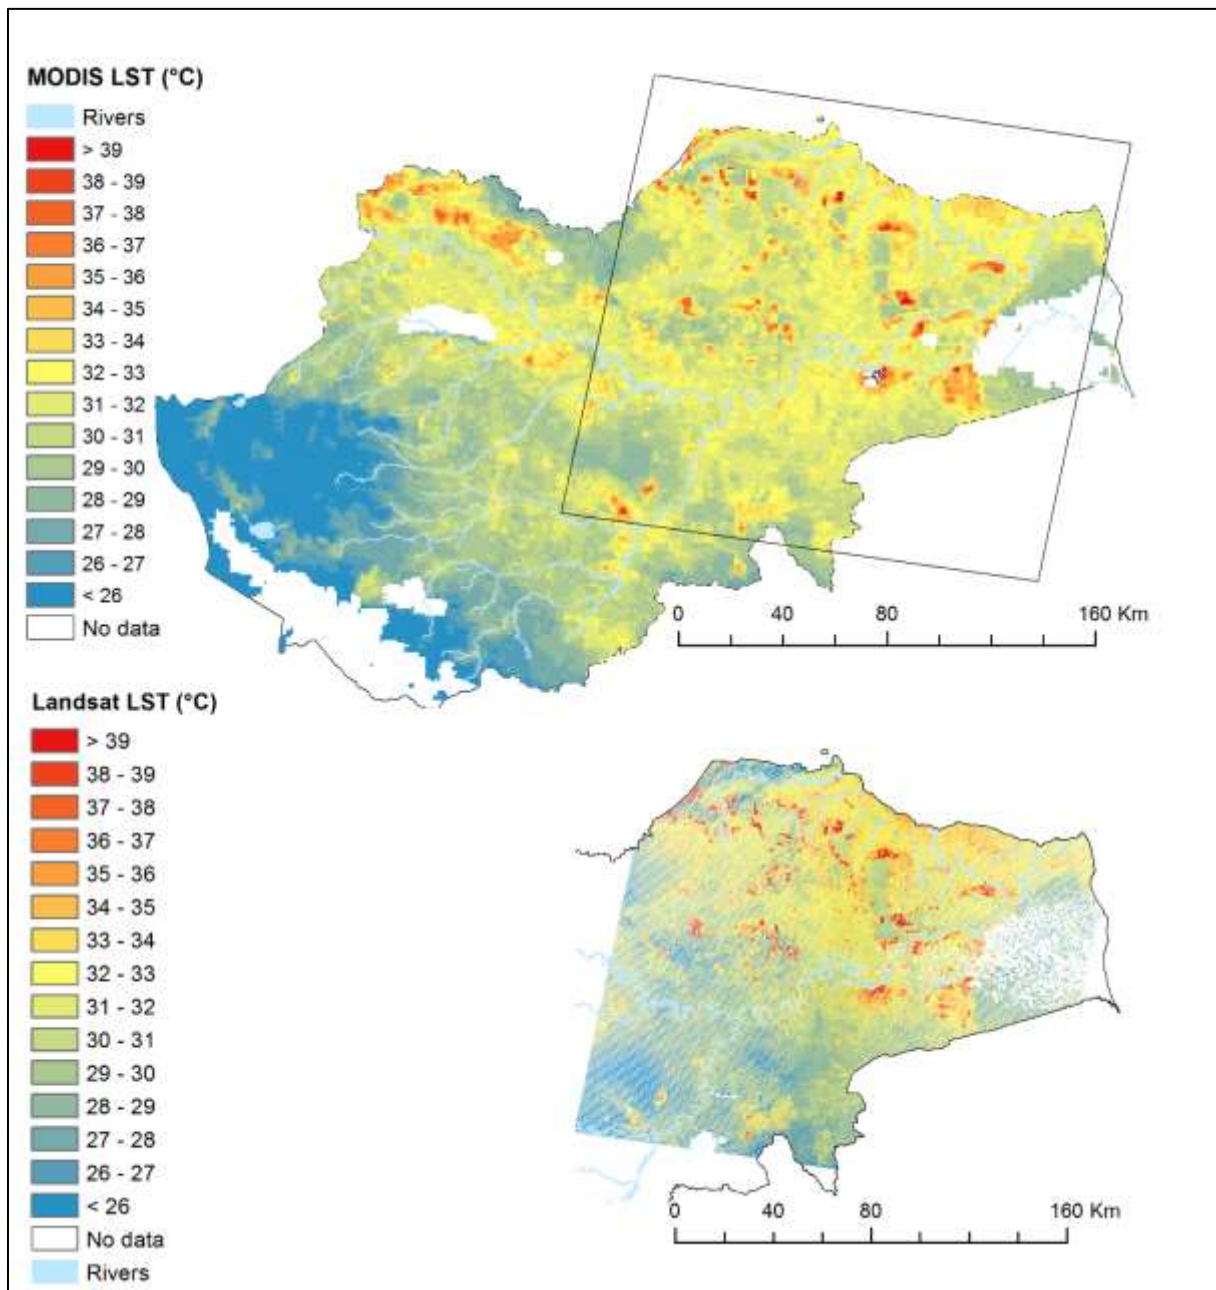 MODIS LST (°C)
Rivers
> 39
38 - 39
37 - 38
36 - 37
35 - 36
34 - 35
33 - 34
32 - 33
31 - 32
30 - 31
29 - 30
28 - 29
27 - 28
26 - 27
< 26
No data
0 40 80 160 Km
Landsat LST (°C)
> 39
38 - 39
37 - 38
36 - 37
35 - 36
34 - 35
33 - 34
32 - 33
31 - 32
30 - 31
29 - 30
28 - 29
27 - 28
26 - 27
< 26
No data
Rivers
0 40 80 160 Km